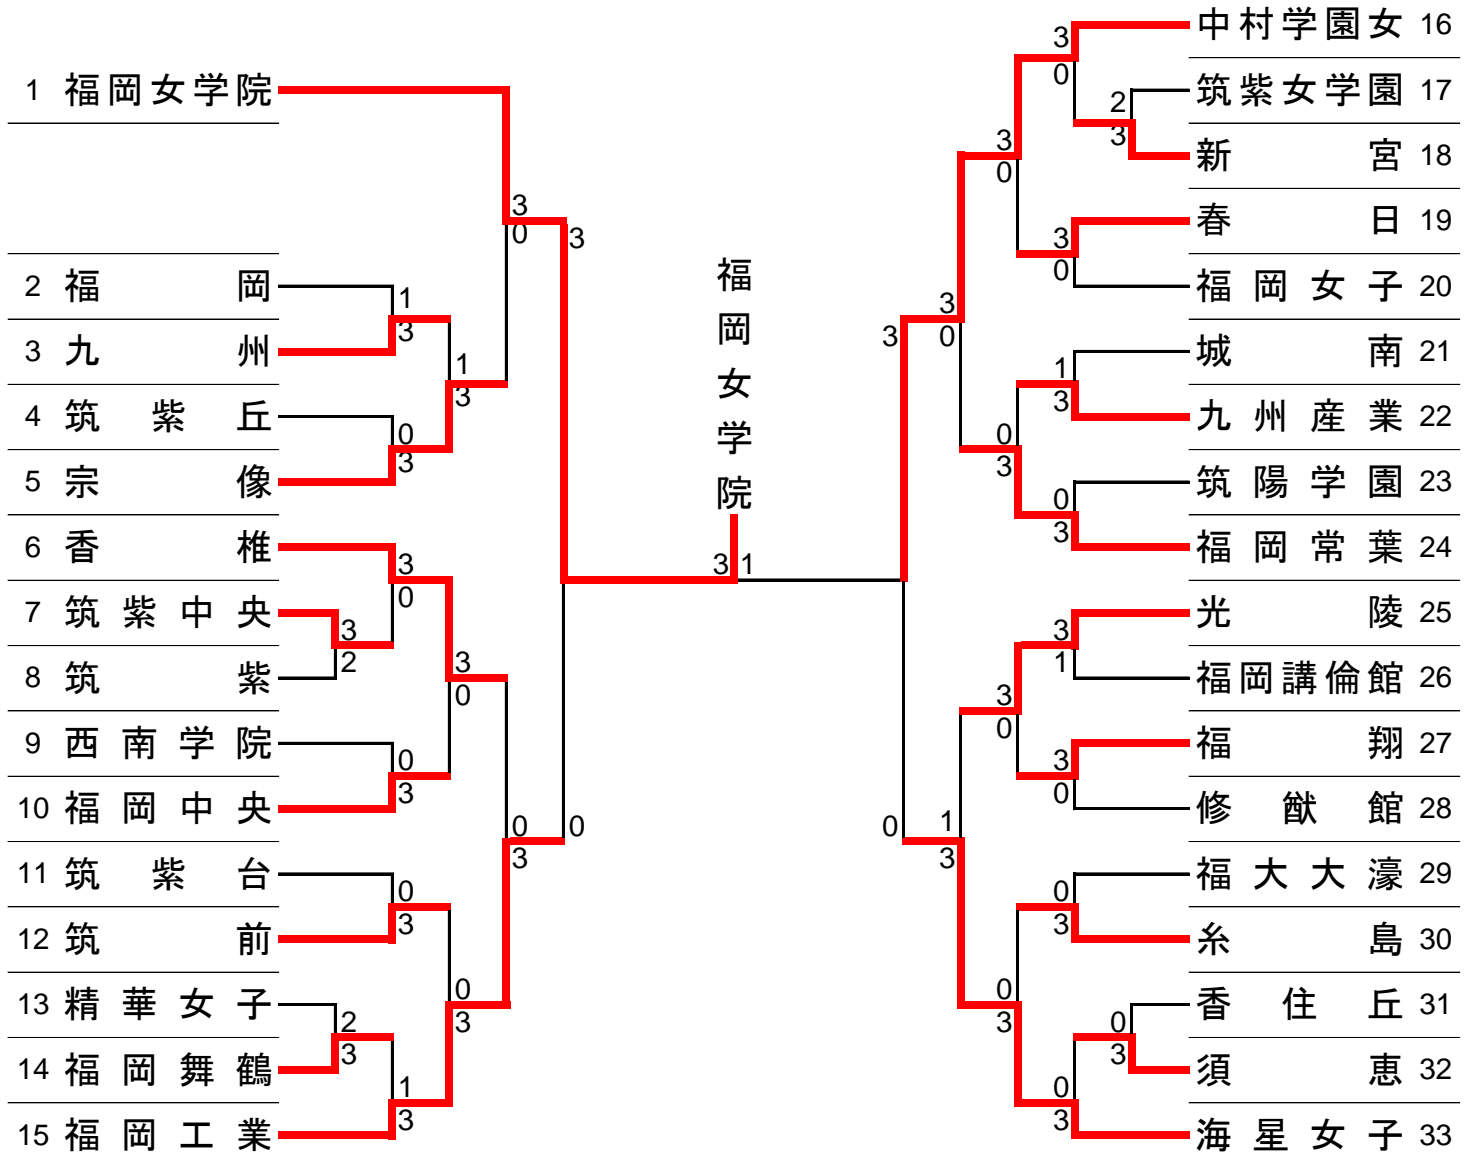 1 福岡女学院
2 福岡
3 九州
4 筑紫丘
5 宗像
6 香椎
7 筑紫中央
8 筑紫
9 西南学院
10 福岡中央
11 筑紫台
12 筑前
13 精華女子
14 福岡舞鶴
15 福岡工業
3
0
3
1
3
1
3
0
3
3
0
3
2
3
0
0
3
0
3
0
0
3
0
3
2
3
1
3
福岡女学院
3 1
中村学園女 16
筑紫女学園 17
新宮 18
春日 19
福岡女子 20
城南 21
九州産業 22
筑陽学園 23
福岡常葉 24
光陵 25
福岡講倫館 26
福翔 27
修猷館 28
福大大濠 29
糸島 30
香住丘 31
須恵 32
海星女子 33
3
0
2
3
3
0
3
0
3
3
0
1
3
0
3
0
3
3
1
3
0
3
0
0
1
3
0
3
0
3
0
3
0
3